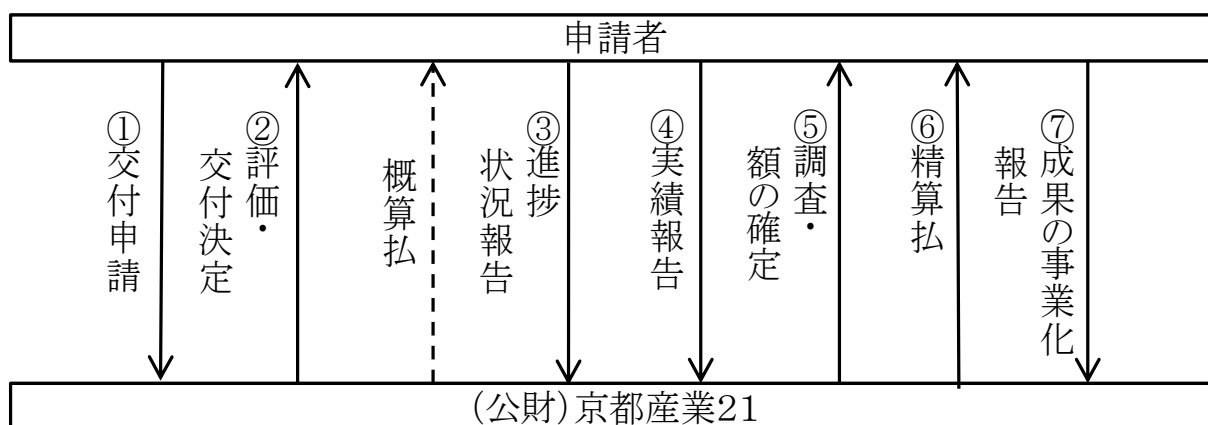 申請者
①交付申請
②評価・
交付決定
概算払
③進捗
状況報告
④実績報告
⑤調査・
額の確定
⑥精算払
⑦成果の事業化
報告
(公財)京都産業21